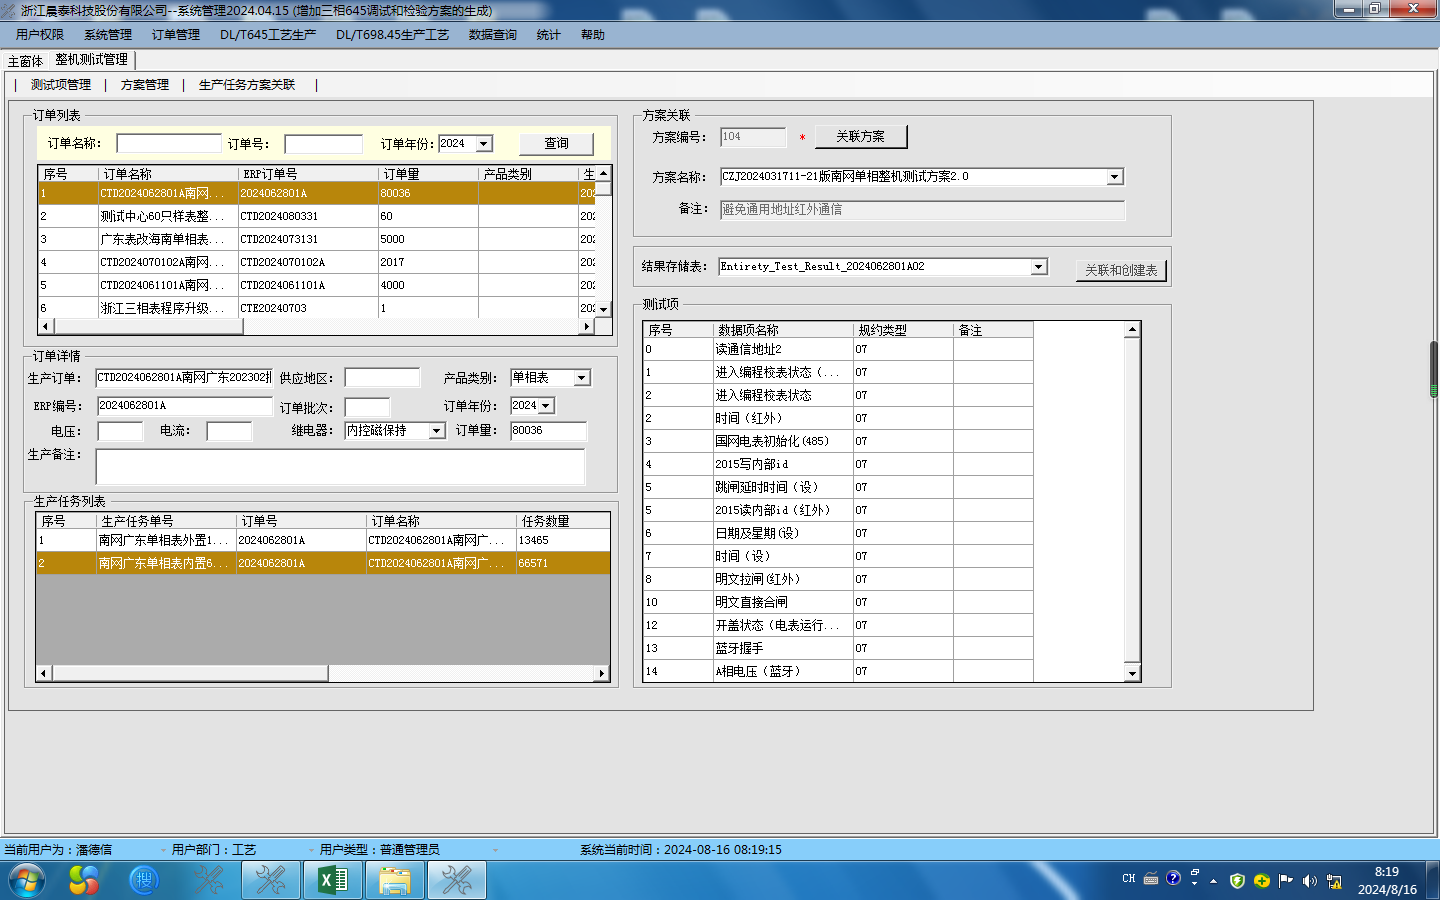 浙江晨泰科技股份有限公司--系统管理2024.04.15 (增加三相645调试和检验方案的生成)
用户权限 系统管理 订单管理 DL/T645工艺生产 DL/T698.45生产工艺 数据查询 统计 帮助
主窗体 整机测试管理
| 测试项管理 | 方案管理 | 生产任务方案关联 |
订单列表
订单名称: 订单号: 订单年份: 2024 查询
序号 订单名称 ERP订单号 订单量 产品类别 生
1 CTD2024062801A南网... 2024062801A 80036 202
2 测试中心60只样表整... CTD2024080331 60 202
3 广东表改海南单相表... CTD2024073131 5000 202
4 CTD2024070102A南网... CTD2024070102A 2017 202
5 CTD2024061101A南网... CTD2024061101A 4000 202
6 浙江三相表程序升级... CTE20240703 1 202
订单详情
生产订单: CTD2024062801A南网广东202302批 供应地区: 产品类别: 单相表
ERP编号: 2024062801A 订单批次: 订单年份: 2024
电压: 电流: 继电器: 内控磁保持 订单量: 80036
生产备注:
生产任务列表
序号 生产任务单号 订单号 订单名称 任务数量
1 南网广东单相表外置1... 2024062801A CTD2024062801A南网广... 13465
2 南网广东单相表内置6... 2024062801A CTD2024062801A南网广... 66571
方案关联
方案编号: 104 * 关联方案
方案名称: CZJ2024031711-21版南网单相整机测试方案2.0
备注: 避免通用地址红外通信
结果存储表: Entirety_Test_Result_2024062801A02 关联和创建表
测试项
序号 数据项名称 规约类型 备注
0 读通信地址2 07
1 进入编程校表状态（... 07
2 进入编程校表状态 07
2 时间（红外） 07
3 国网电表初始化(485) 07
4 2015写内部id 07
5 跳闸延时时间（设） 07
5 2015读内部id（红外） 07
6 日期及星期(设) 07
7 时间（设） 07
8 明文拉闸(红外) 07
10 明文直接合闸 07
12 开盖状态（电表运行... 07
13 蓝牙握手 07
14 A相电压（蓝牙） 07
当前用户为：潘德信 用户部门：工艺 用户类型：普通管理员 系统当前时间：2024-08-16 08:19:15
搜 CH 8:19
2024/8/16